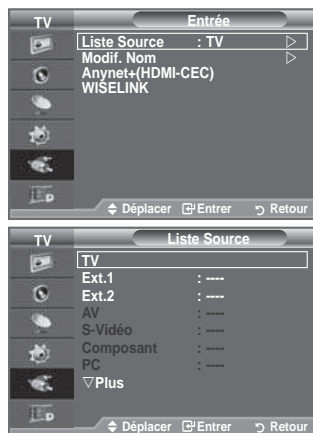 TV Entrée
Liste Source : TV ▷
Modif. Nom ▷
Anynet+(HDMI-CEC)
WISELINK
Déplacer Entrer Retour
TV Liste Source
TV
Ext.1 : ----
Ext.2 : ----
AV : ----
S-Vidéo : ----
Composant : ----
PC : ----
▽Plus
Déplacer Entrer Retour